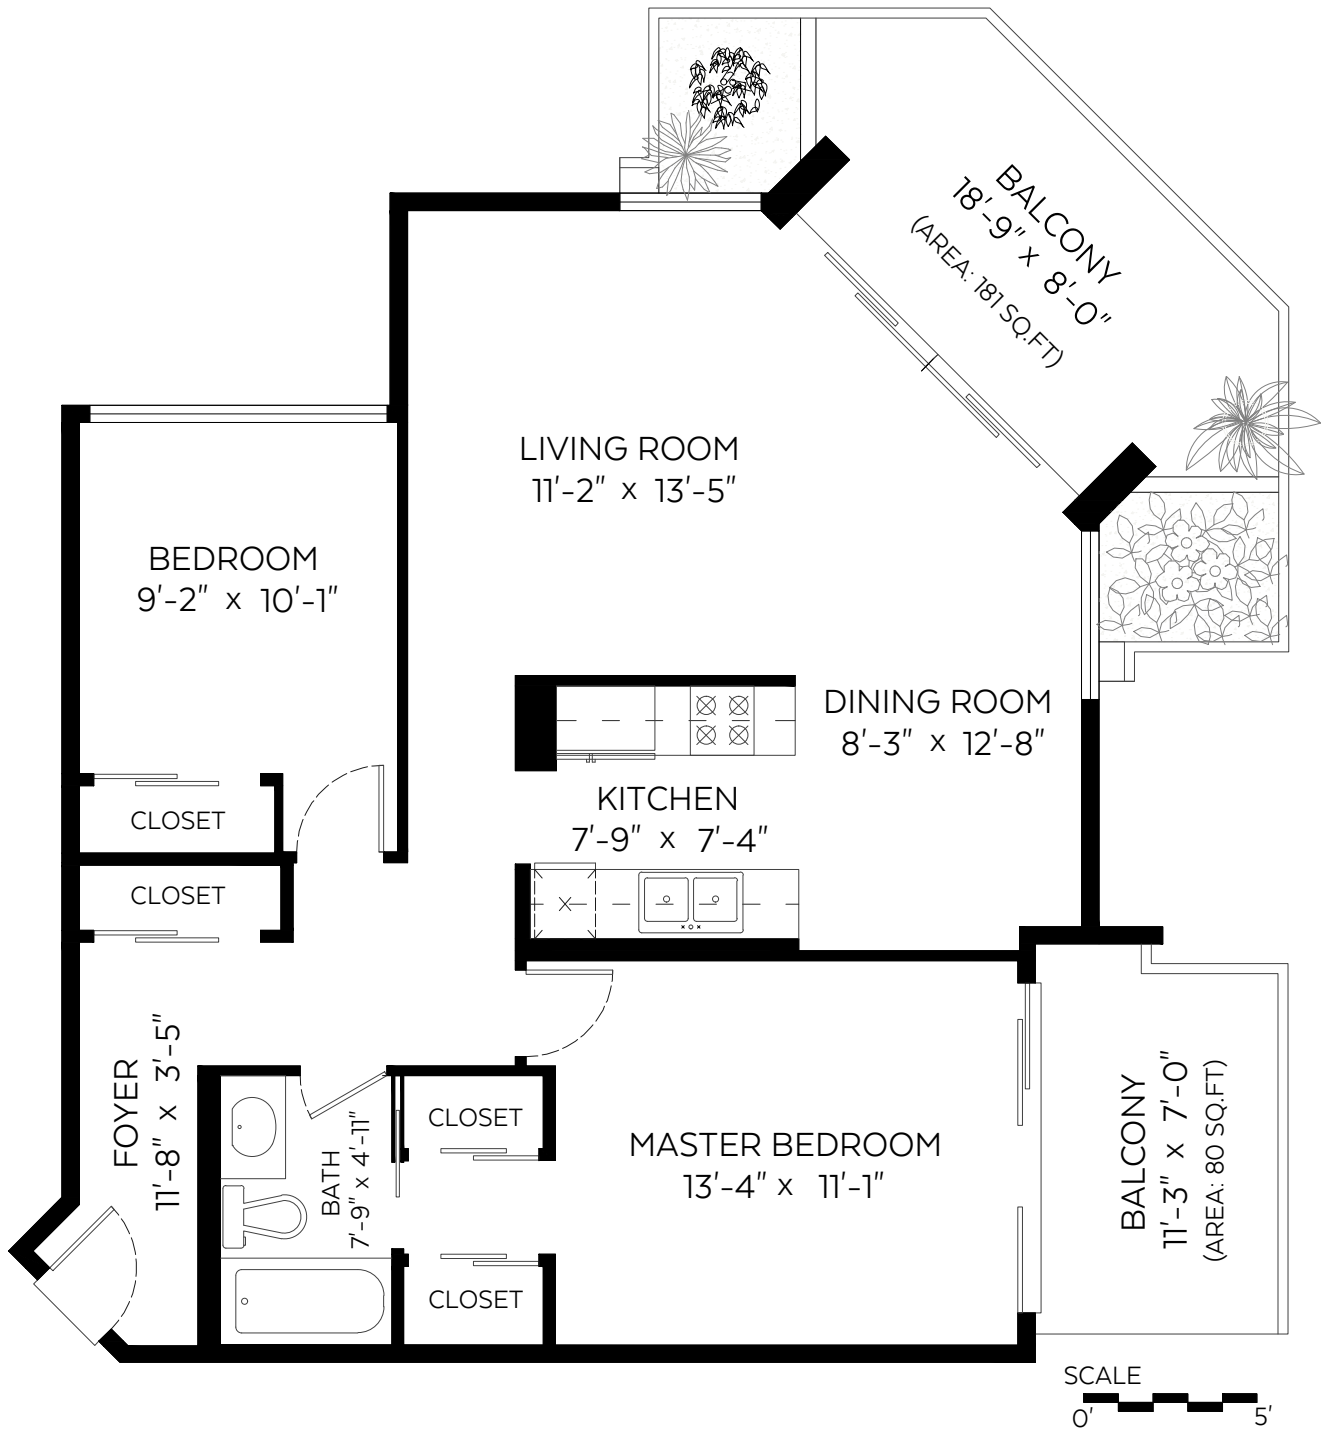 BALCONY
18'-9" x 8'-0"
(AREA: 181 SQ.FT)
LIVING ROOM
11'-2" x 13'-5"
BEDROOM
9'-2" x 10'-1"
DINING ROOM
8'-3" x 12'-8"
KITCHEN
7'-9" x 7'-4"
CLOSET
CLOSET
FOYER
11'-8" x 3'-5"
BATH
7'-9" x 4'-11"
CLOSET
MASTER BEDROOM
13'-4" x 11'-1"
CLOSET
BALCONY
11'-3" x 7'-0"
(AREA: 80 SQ.FT)
SCALE
0' 5'